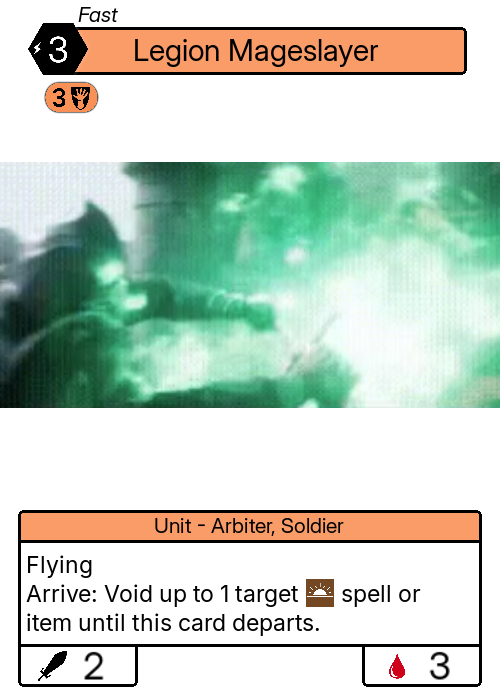 Fast
3 Legion Mageslayer
3
Unit - Arbiter, Soldier
Flying
Arrive: Void up to 1 target spell or
item until this card departs.
2 3